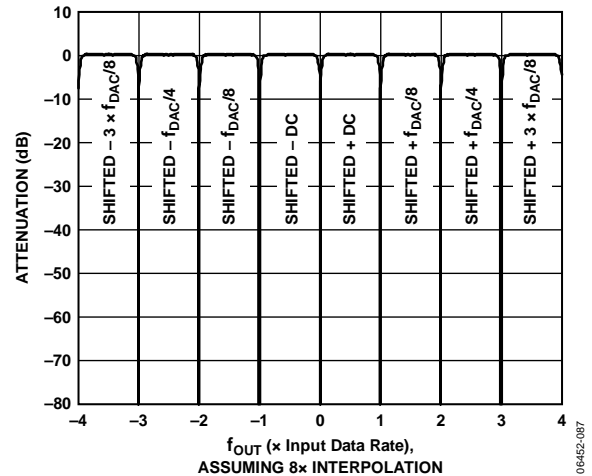 10
0
–10
–20
–30
–40
–50
–60
–70
–80
ATTENUATION (dB)
SHIFTED – 3 × fDAC/8
SHIFTED – fDAC/4
SHIFTED – fDAC/8
SHIFTED – DC
SHIFTED + DC
SHIFTED + fDAC/8
SHIFTED + fDAC/4
SHIFTED + 3 × fDAC/8
–4 –3 –2 –1 0 1 2 3 4
fOUT (× Input Data Rate),
ASSUMING 8× INTERPOLATION
06452-087